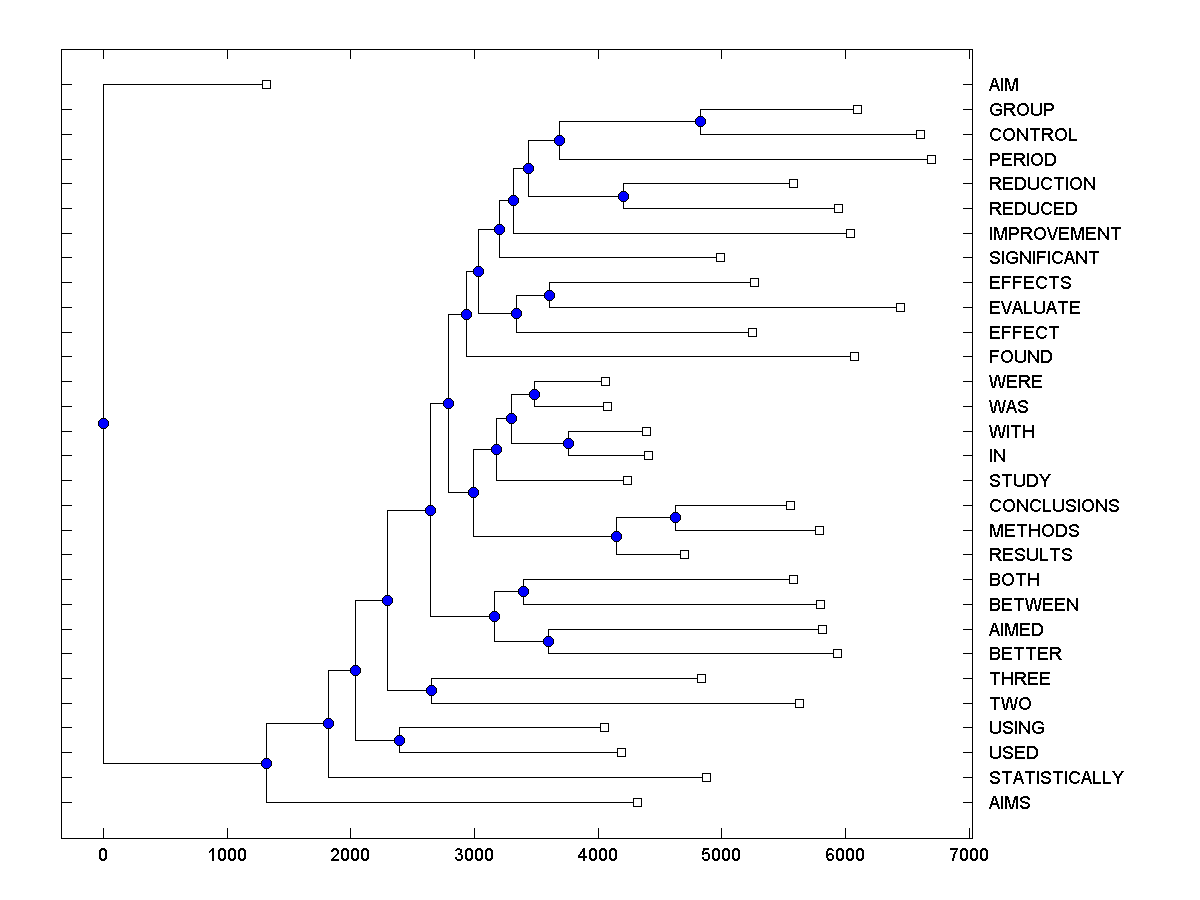 AIM
GROUP
CONTROL
PERIOD
REDUCTION
REDUCED
IMPROVEMENT
SIGNIFICANT
EFFECTS
EVALUATE
EFFECT
FOUND
WERE
WAS
WITH
IN
STUDY
CONCLUSIONS
METHODS
RESULTS
BOTH
BETWEEN
AIMED
BETTER
THREE
TWO
USING
USED
STATISTICALLY
AIMS
0 1000 2000 3000 4000 5000 6000 7000